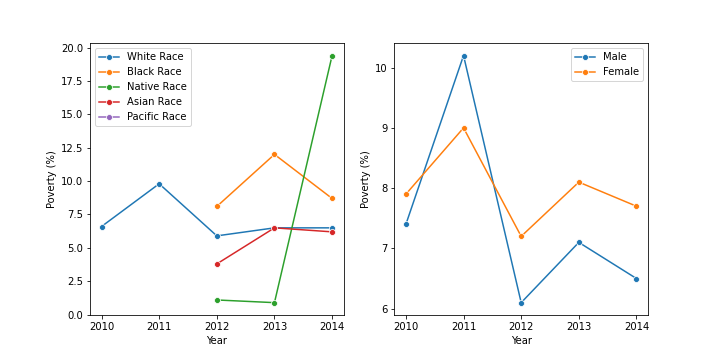 20.0
17.5
15.0
12.5
10.0
7.5
5.0
2.5
0.0
Poverty (%)
White Race
Black Race
Native Race
Asian Race
Pacific Race
2010 2011 2012 2013 2014
Year
10
9
8
7
6
Poverty (%)
Male
Female
2010 2011 2012 2013 2014
Year